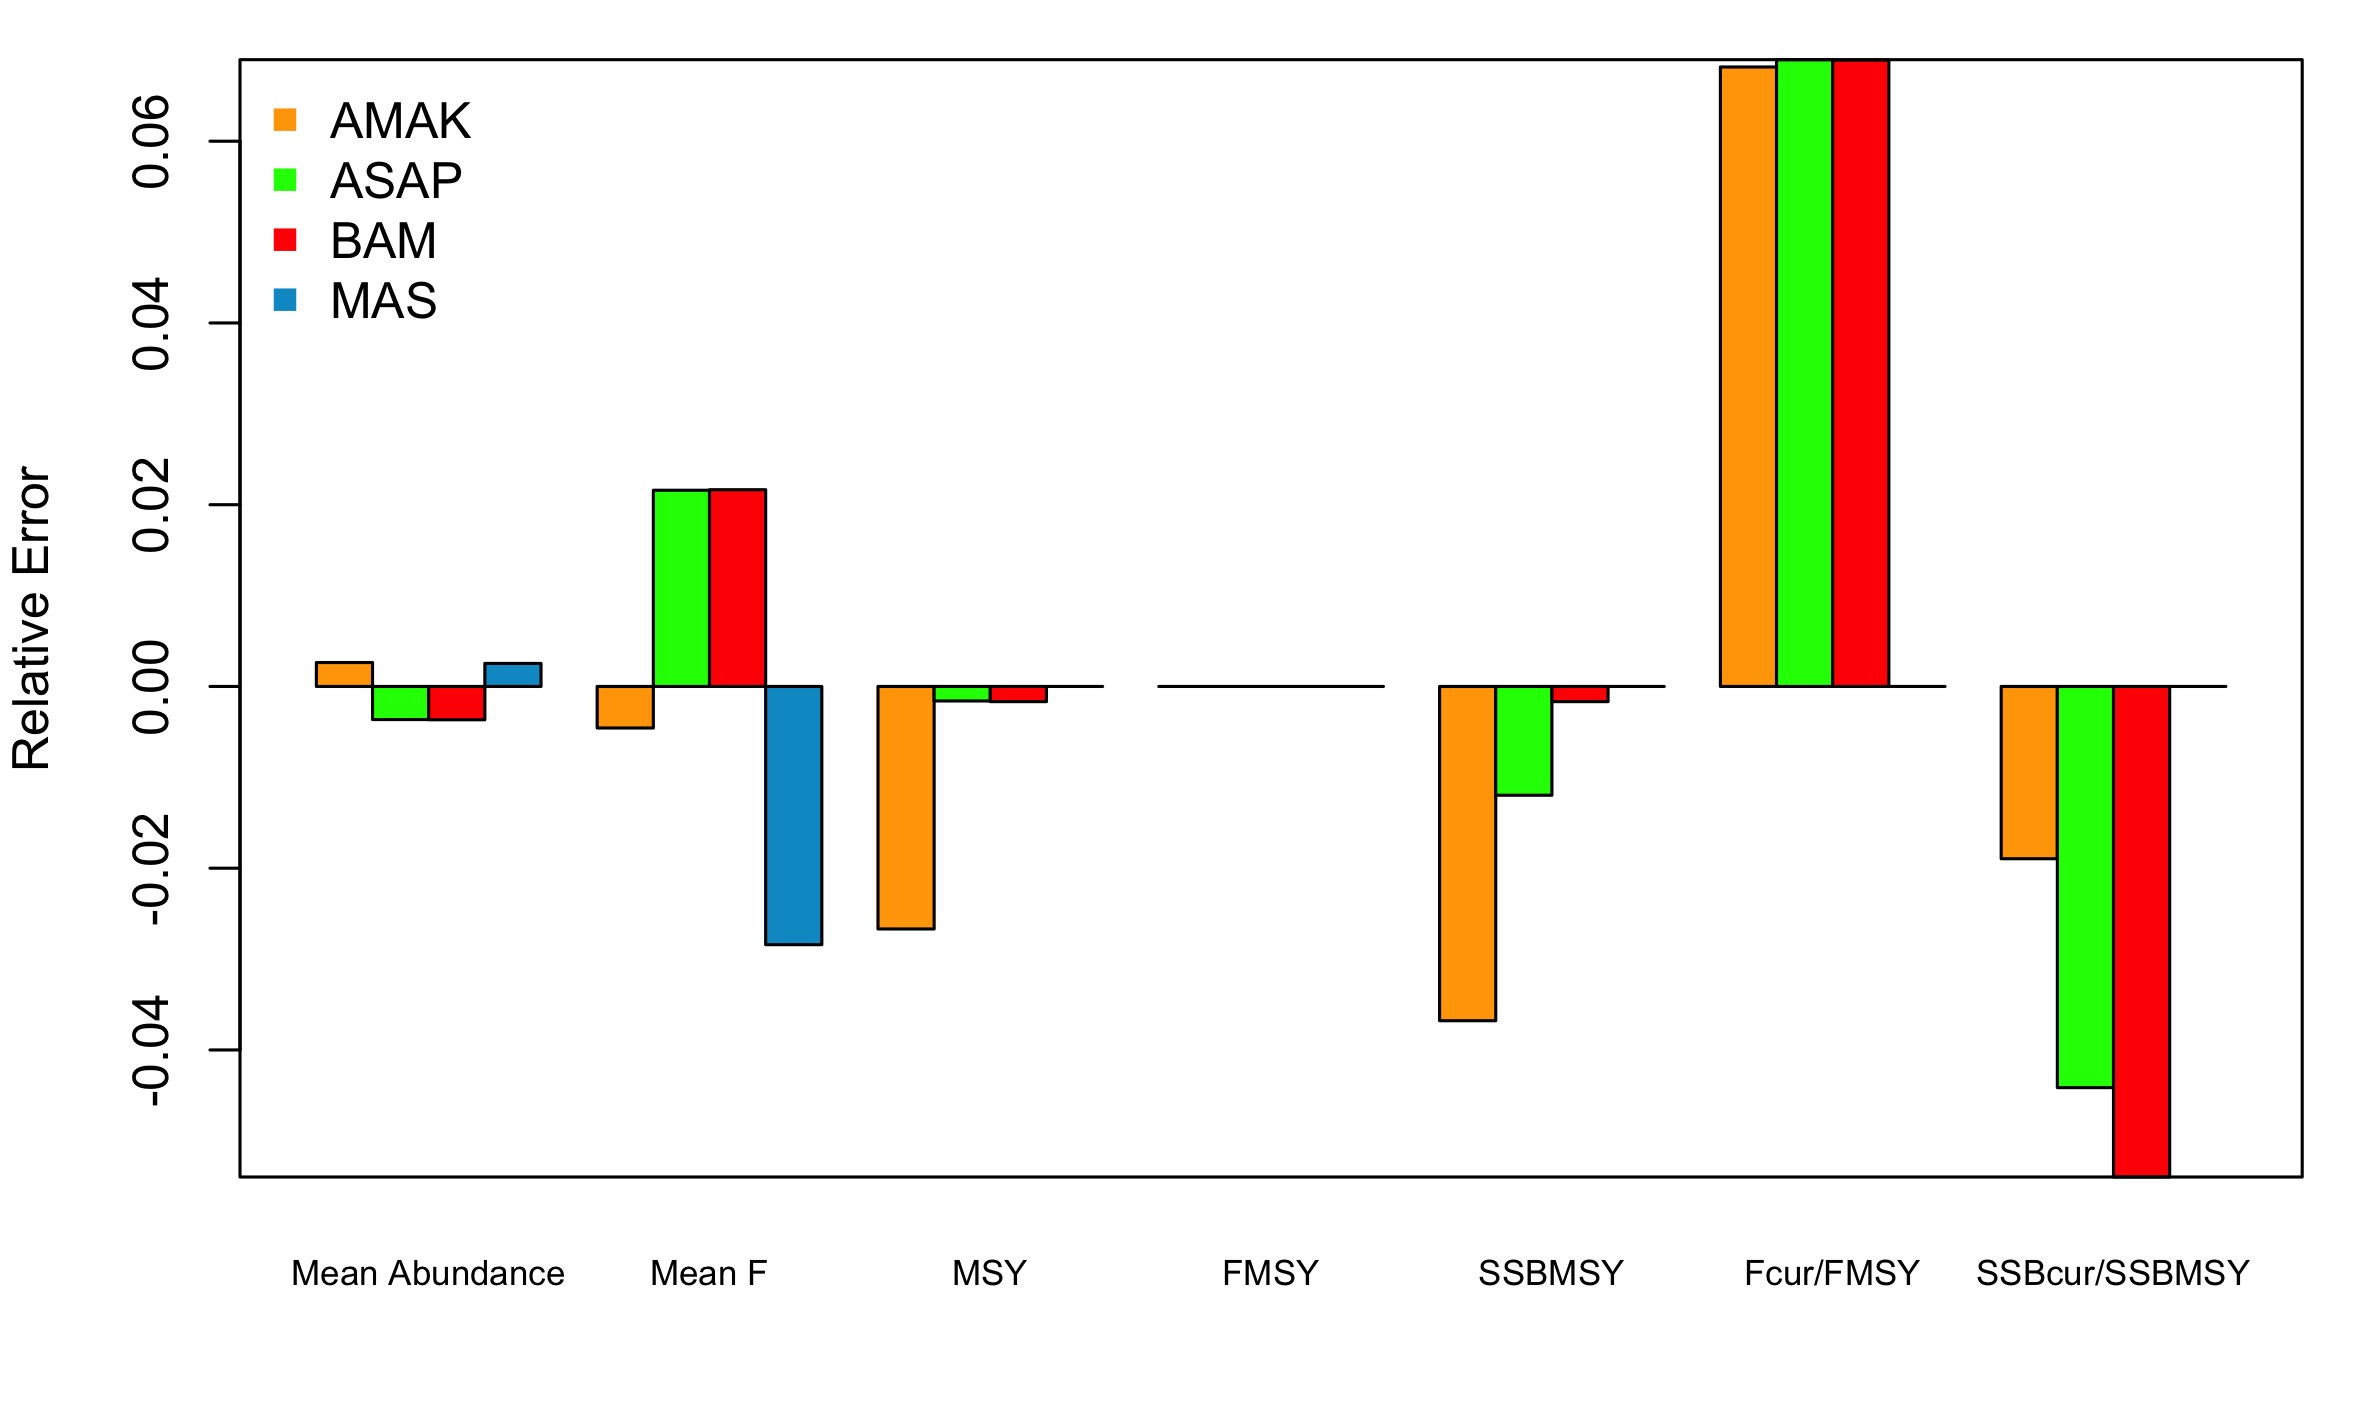 AMAK
ASAP
BAM
MAS
Relative Error
0.06
0.04
0.02
0.00
-0.02
-0.04
Mean Abundance Mean F MSY FMSY SSBMSY Fcur/FMSY SSBcur/SSBMSY